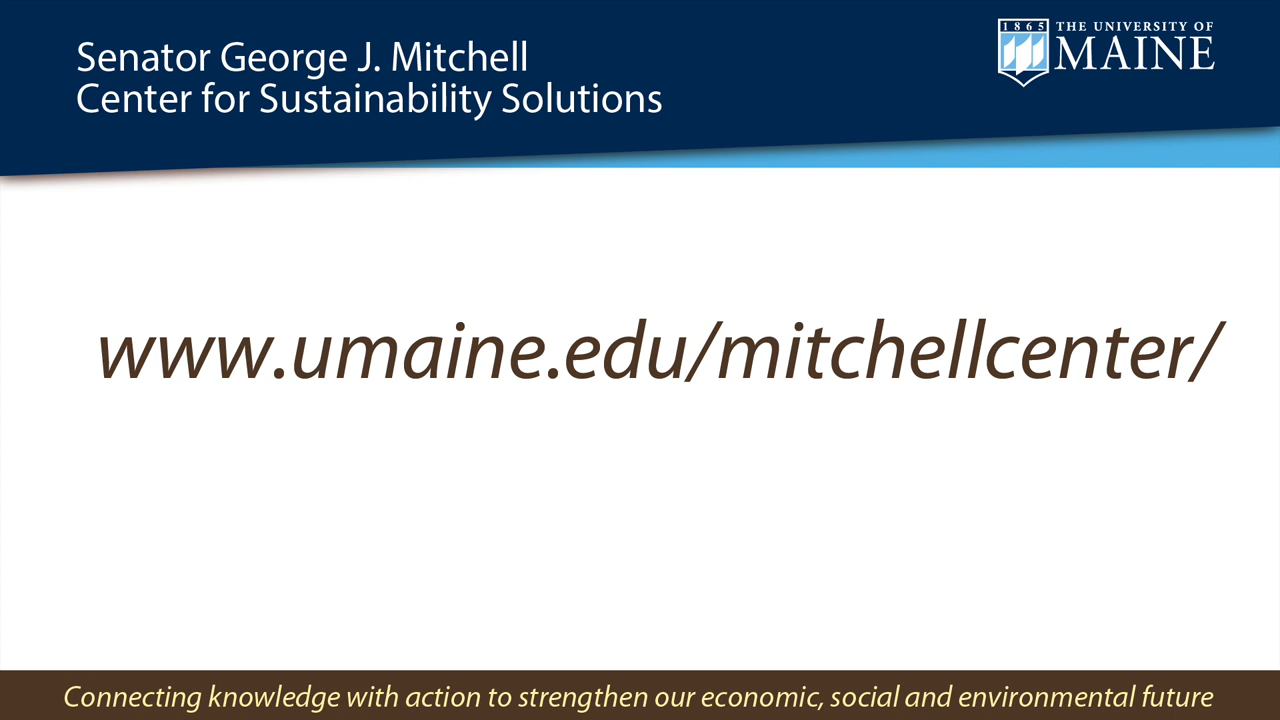 Senator George J. Mitchell
Center for Sustainability Solutions
1865
THE UNIVERSITY OF
MAINE
www.umaine.edu/mitchellcenter/
Connecting knowledge with action to strengthen our economic, social and environmental future